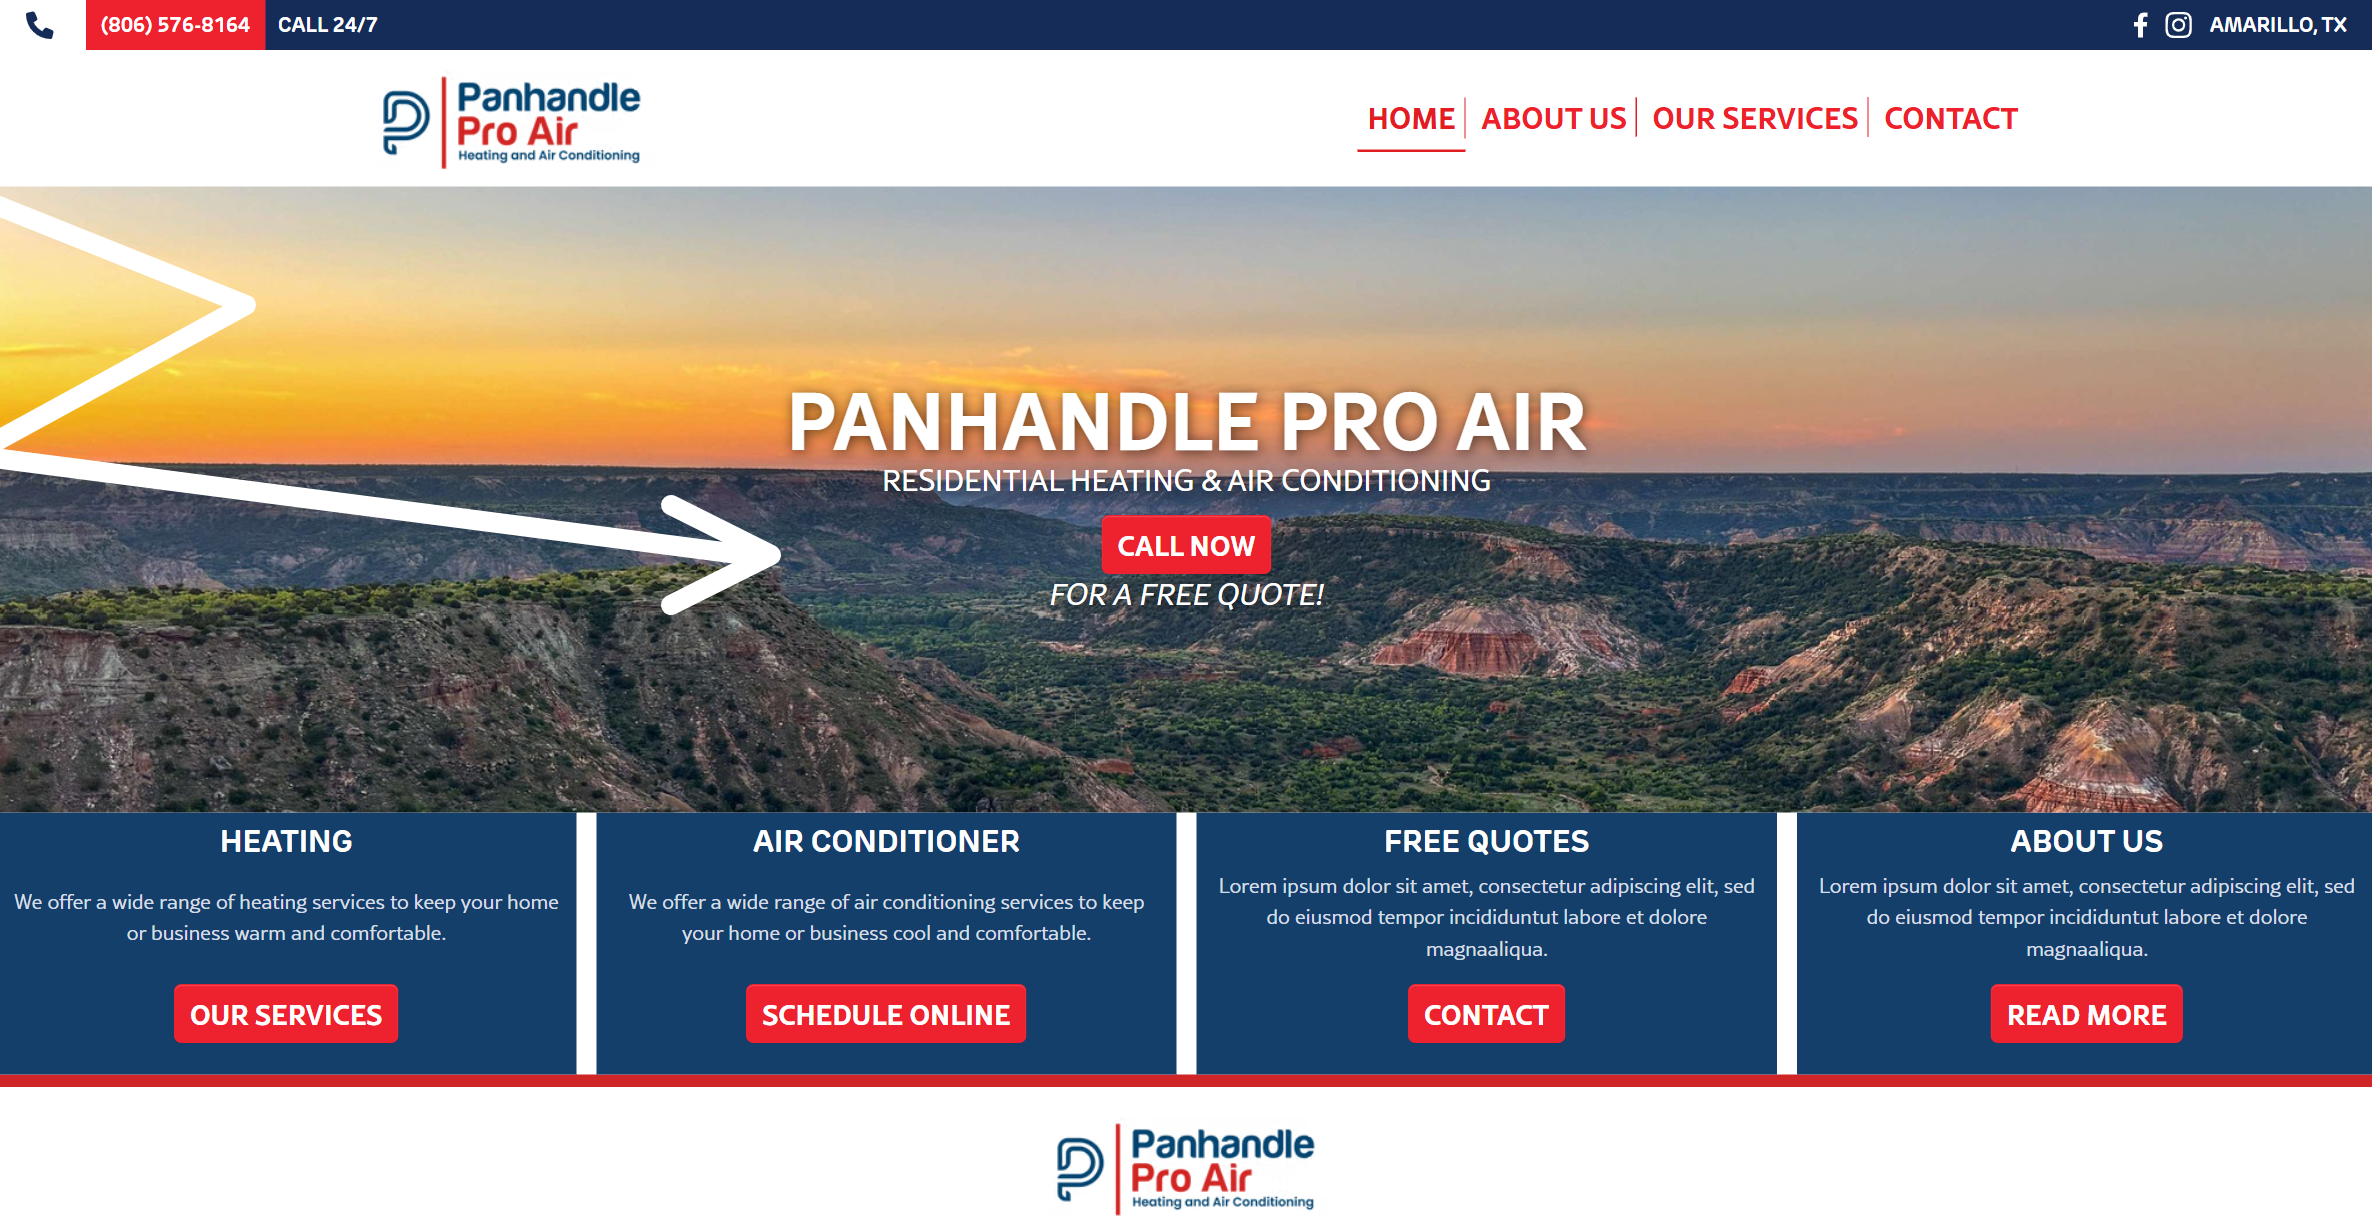 (806) 576-8164 CALL 24/7 AMARILLO, TX
Panhandle
Pro Air
Heating and Air Conditioning
HOME ABOUT US OUR SERVICES CONTACT
PANHANDLE PRO AIR
RESIDENTIAL HEATING & AIR CONDITIONING
CALL NOW
FOR A FREE QUOTE!
HEATING
We offer a wide range of heating services to keep your home
or business warm and comfortable.
OUR SERVICES
AIR CONDITIONER
We offer a wide range of air conditioning services to keep
your home or business cool and comfortable.
SCHEDULE ONLINE
FREE QUOTES
Lorem ipsum dolor sit amet, consectetur adipiscing elit, sed
do eiusmod tempor incididuntut labore et dolore
magnaaliqua.
CONTACT
ABOUT US
Lorem ipsum dolor sit amet, consectetur adipiscing elit, sed
do eiusmod tempor incididuntut labore et dolore
magnaaliqua.
READ MORE
Panhandle
Pro Air
Heating and Air Conditioning